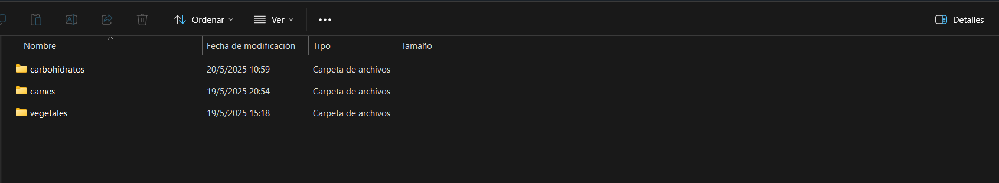 Ordenar Ver ••• Detalles
Nombre Fecha de modificación Tipo Tamaño
carbohidratos 20/5/2025 10:59 Carpeta de archivos
carnes 19/5/2025 20:54 Carpeta de archivos
vegetales 19/5/2025 15:18 Carpeta de archivos